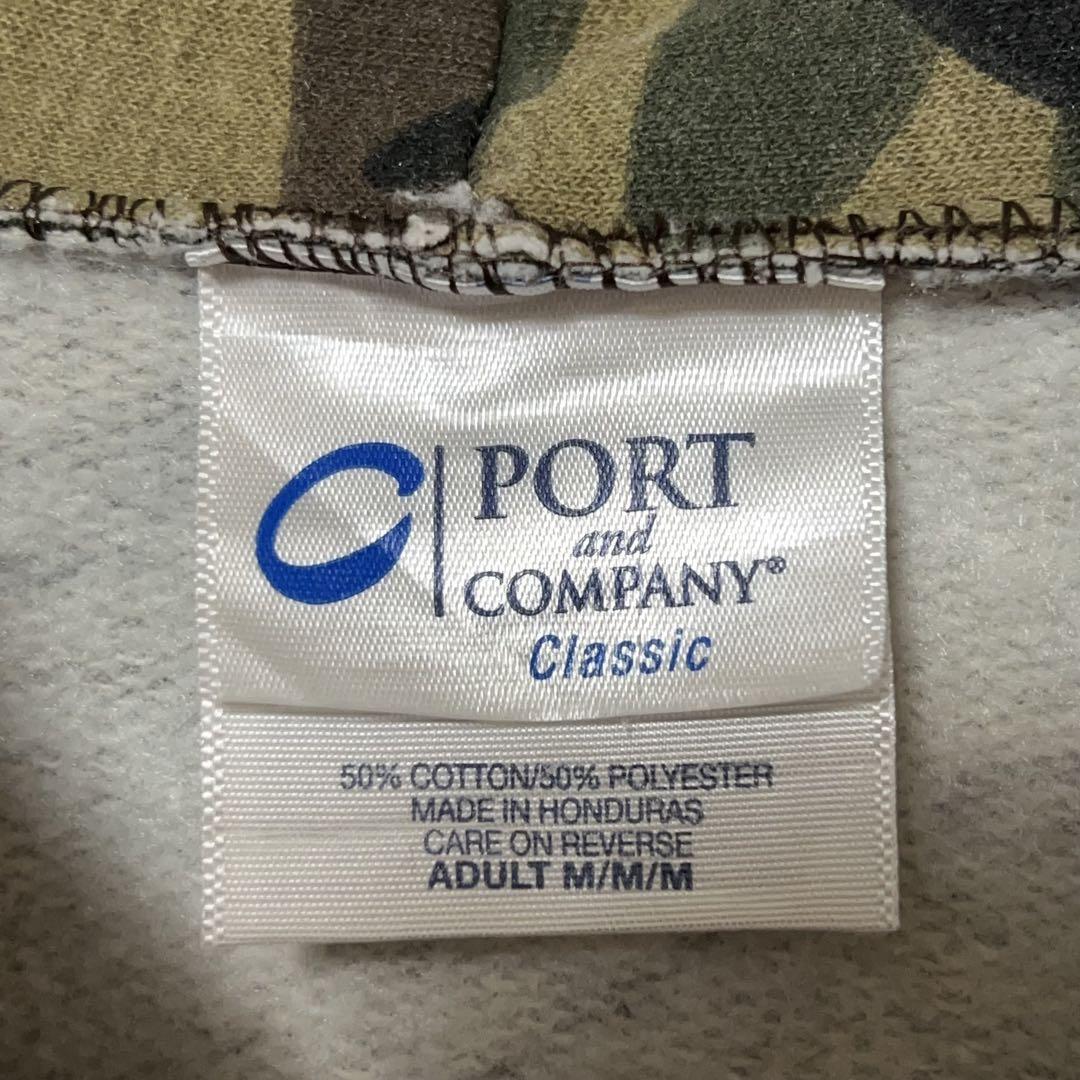 PORT
and
COMPANY®
Classic
50% COTTON/50% POLYESTER
MADE IN HONDURAS
CARE ON REVERSE
ADULT M/M/M